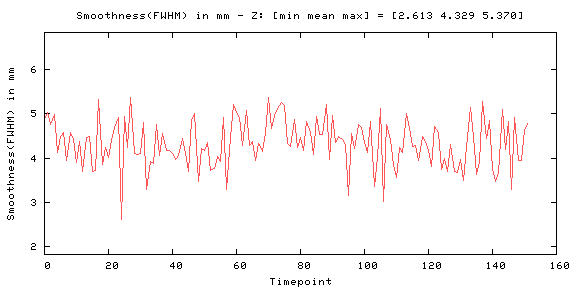 Smoothness(FWHM) in mm - Z: [min mean max] = [2.613 4.329 5.370]
Smoothness(FWHM) in mm
6
5
4
3
2
0 20 40 60 80 100 120 140 160
Timepoint